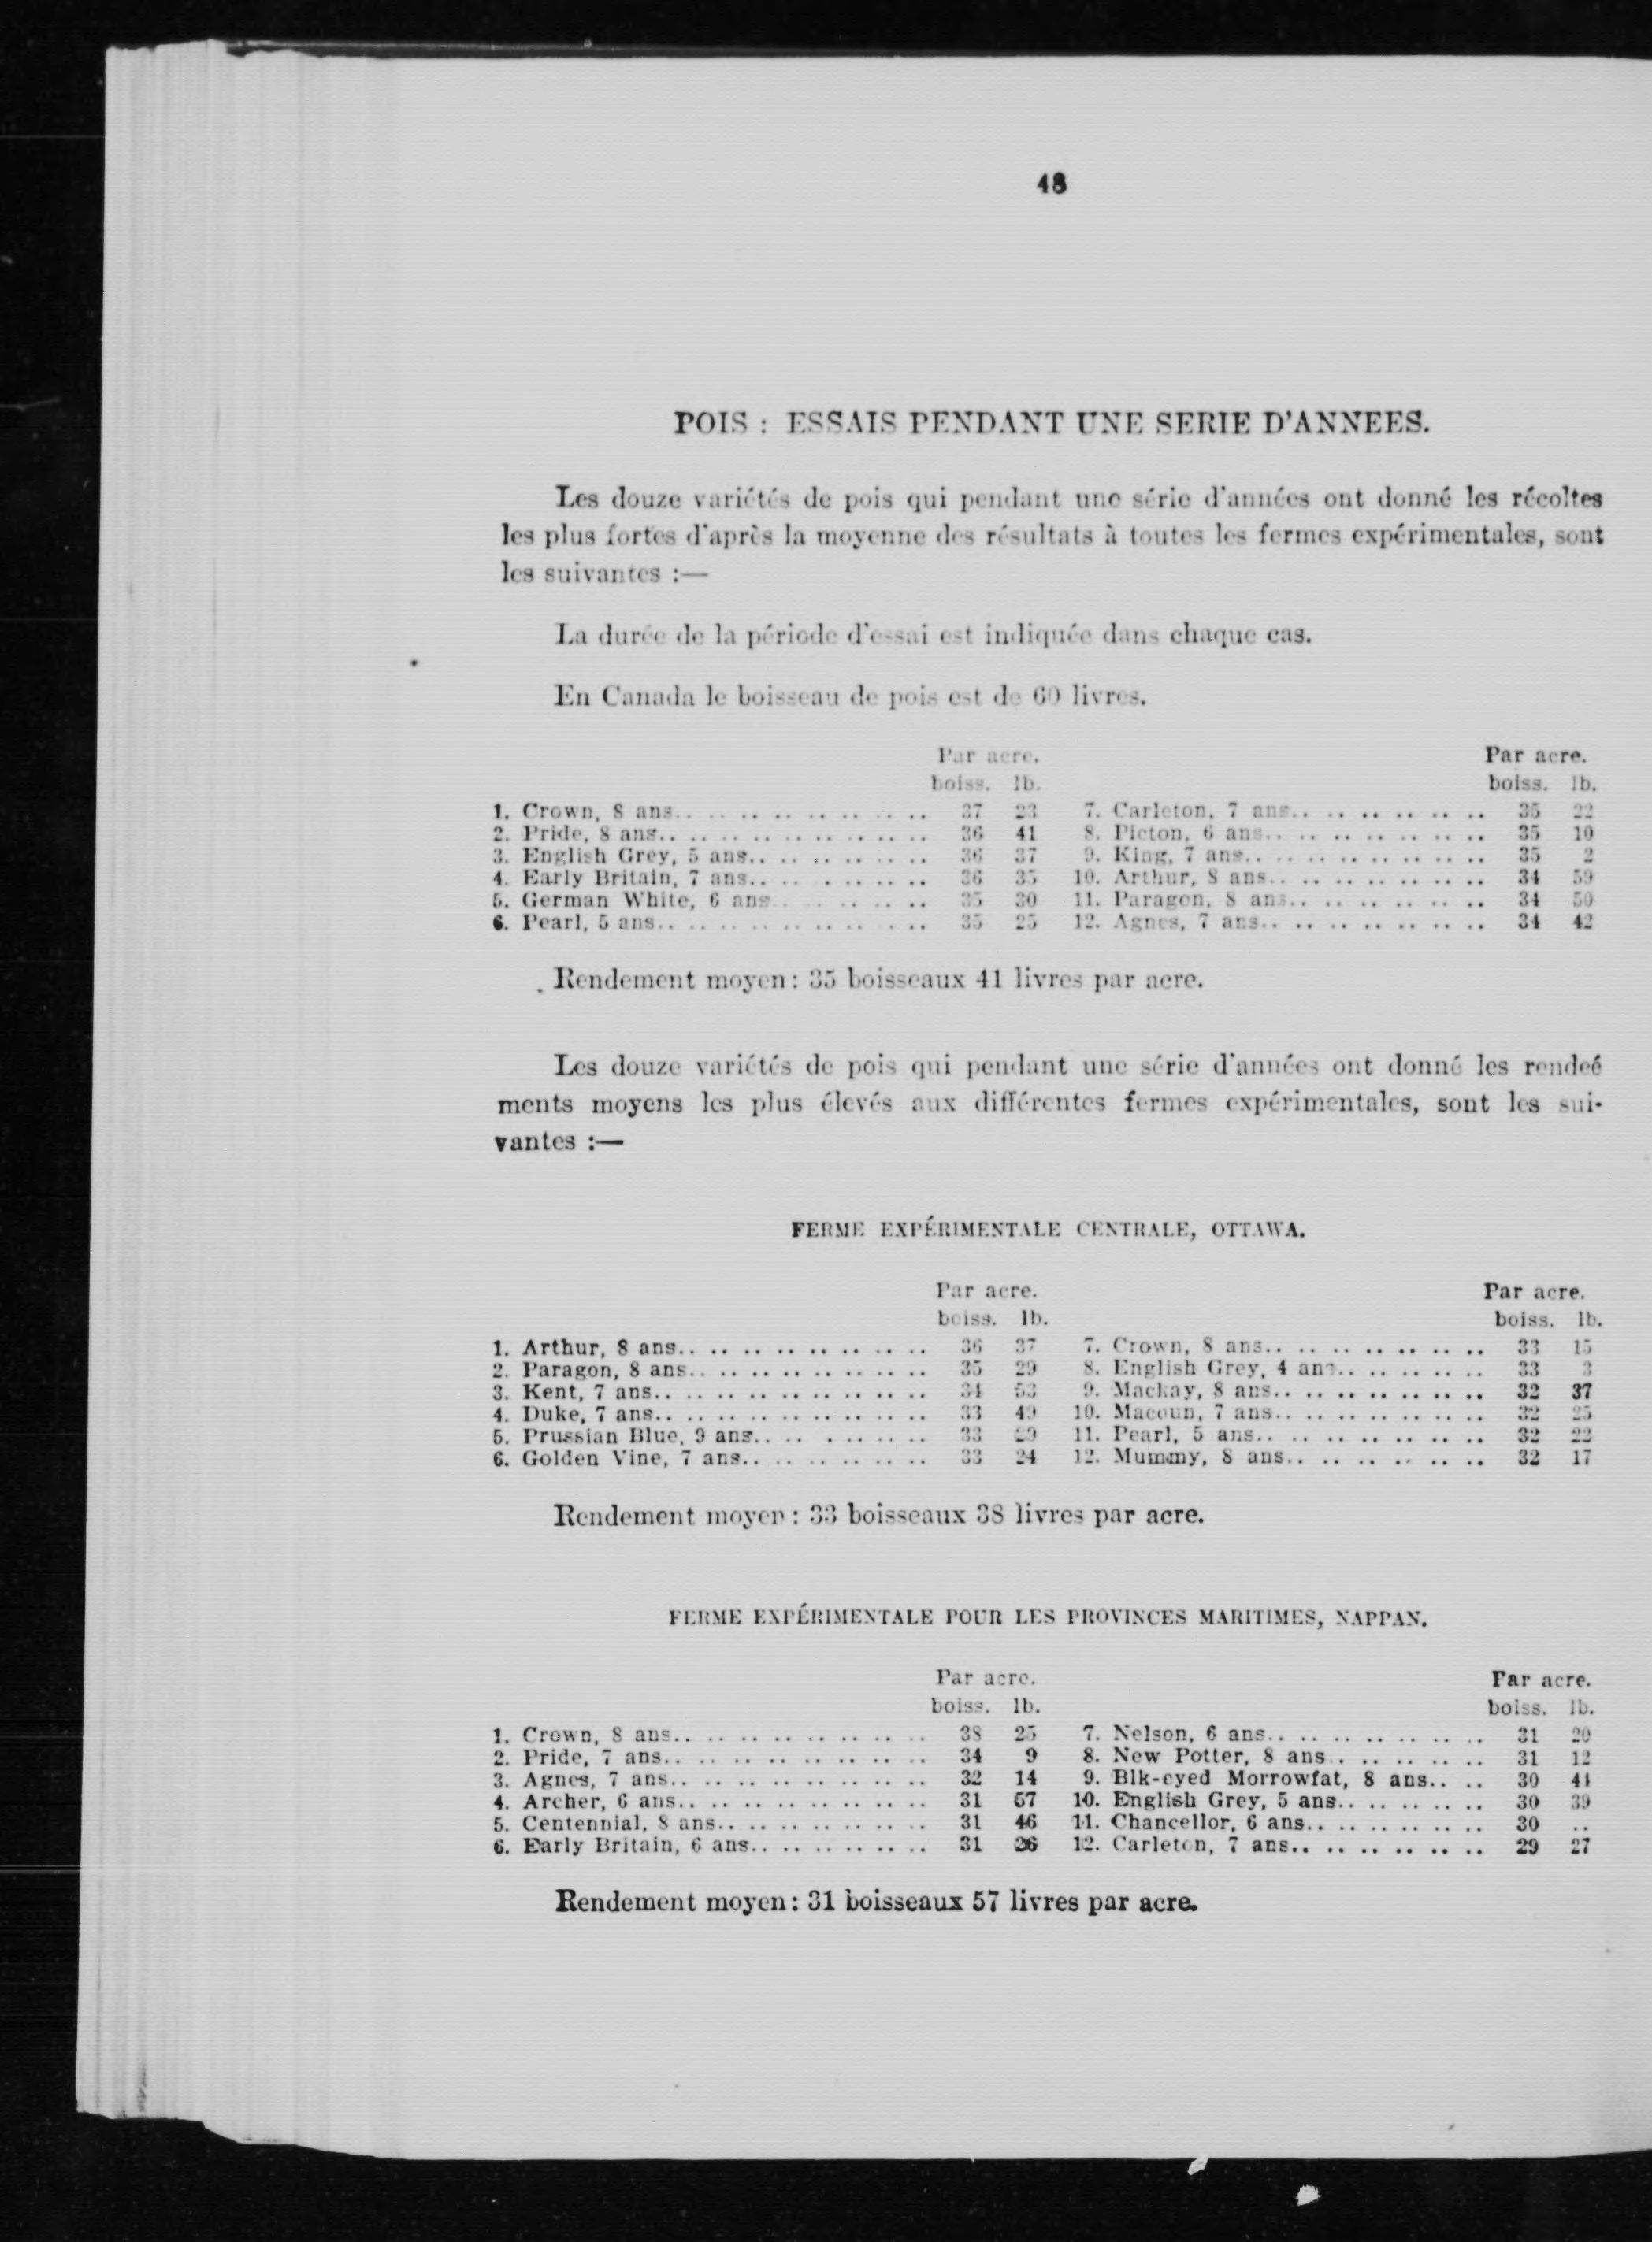 48
POIS : ESSAIS PENDANT UNE SERIE D'ANNEES.
Les douze variétés de pois qui pendant une série d'années ont donné les récoltes
les plus fortes d'après la moyenne des résultats à toutes les fermes expérimentales, sont
les suivantes :—
La durée de la période d'essai est indiquée dans chaque cas.
En Canada le boisseau de pois est de 60 livres.
Par acre. Par acre.
boiss. lb. boiss. lb.
1. Crown, 8 ans.. .. .. .. .. .. .. .. .. 37 23 7. Carleton, 7 ans.. .. .. .. .. .. .. 35 22
2. Pride, 8 ans.. .. .. .. .. .. .. .. .. 36 41 8. Picton, 6 ans.. .. .. .. .. .. .. .. 35 10
3. English Grey, 5 ans.. .. .. .. .. .. 36 37 9. King, 7 ans.. .. .. .. .. .. .. .. 35 2
4. Early Britain, 7 ans.. .. .. .. .. .. 36 35 10. Arthur, 8 ans.. .. .. .. .. .. .. .. 34 59
5. German White, 6 ans.. .. .. .. .. 35 30 11. Paragon, 8 ans.. .. .. .. .. .. .. 34 50
6. Pearl, 5 ans.. .. .. .. .. .. .. .. .. 35 25 12. Agnes, 7 ans.. .. .. .. .. .. .. .. 34 42
Rendement moyen : 35 boisseaux 41 livres par acre.
Les douze variétés de pois qui pendant une série d'années ont donné les rendeé
ments moyens les plus élevés aux différentes fermes expérimentales, sont les sui-
vantes :—
FERME EXPÉRIMENTALE CENTRALE, OTTAWA.
Par acre. Par acre.
boiss. lb. boiss. lb.
1. Arthur, 8 ans.. .. .. .. .. .. .. .. .. 36 37 7. Crown, 8 ans.. .. .. .. .. .. .. .. 33 15
2. Paragon, 8 ans.. .. .. .. .. .. .. .. 35 29 8. English Grey, 4 ans.. .. .. .. .. 33 3
3. Kent, 7 ans.. .. .. .. .. .. .. .. .. 34 53 9. Mackay, 8 ans.. .. .. .. .. .. .. 32 37
4. Duke, 7 ans.. .. .. .. .. .. .. .. .. 33 49 10. Macoun, 7 ans.. .. .. .. .. .. .. 32 25
5. Prussian Blue, 9 ans.. .. .. .. .. .. 33 29 11. Pearl, 5 ans.. .. .. .. .. .. .. .. 32 22
6. Golden Vine, 7 ans.. .. .. .. .. .. 33 24 12. Mummy, 8 ans.. .. .. .. .. .. .. 32 17
Rendement moyen : 33 boisseaux 38 livres par acre.
FERME EXPÉRIMENTALE POUR LES PROVINCES MARITIMES, NAPPAN.
Par acre. Par acre.
boiss. lb. boiss. lb.
1. Crown, 8 ans.. .. .. .. .. .. .. .. .. 38 25 7. Nelson, 6 ans.. .. .. .. .. .. .. .. 31 20
2. Pride, 7 ans.. .. .. .. .. .. .. .. .. 34 9 8. New Potter, 8 ans.. .. .. .. .. .. 31 12
3. Agnes, 7 ans.. .. .. .. .. .. .. .. .. 32 14 9. Blk-eyed Morrowfat, 8 ans.. .. 30 41
4. Archer, 6 ans.. .. .. .. .. .. .. .. .. 31 57 10. English Grey, 5 ans.. .. .. .. .. 30 39
5. Centennial, 8 ans.. .. .. .. .. .. .. 31 46 11. Chancellor, 6 ans.. .. .. .. .. .. 30 ..
6. Early Britain, 6 ans.. .. .. .. .. .. 31 26 12. Carleton, 7 ans.. .. .. .. .. .. .. 29 27
Rendement moyen : 31 boisseaux 57 livres par acre.